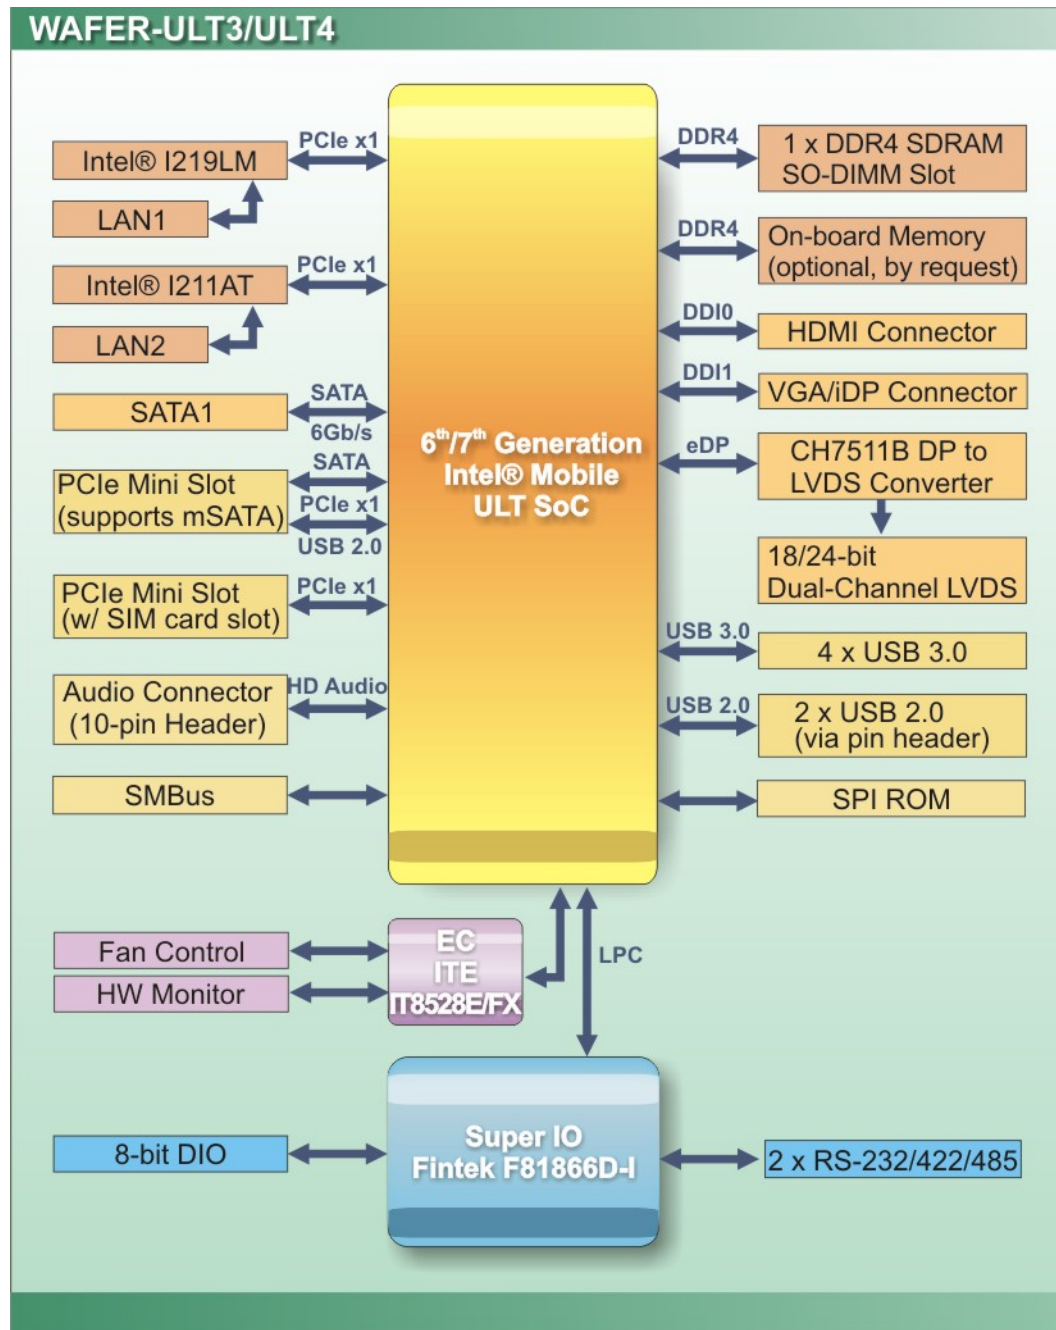 WAFER-ULT3/ULT4
Intel® I219LM
PCIe x1
LAN1
Intel® I211AT
PCIe x1
LAN2
SATA1
SATA
6Gb/s
PCIe Mini Slot
(supports mSATA)
SATA
PCIe x1
USB 2.0
PCIe Mini Slot
(w/ SIM card slot)
PCIe x1
Audio Connector
(10-pin Header)
HD Audio
SMBus
6th/7th Generation
Intel® Mobile
ULT SoC
DDR4
1 x DDR4 SDRAM
SO-DIMM Slot
DDR4
On-board Memory
(optional, by request)
DDI0
HDMI Connector
DDI1
VGA/iDP Connector
eDP
CH7511B DP to
LVDS Converter
18/24-bit
Dual-Channel LVDS
USB 3.0
4 x USB 3.0
USB 2.0
2 x USB 2.0
(via pin header)
SPI ROM
Fan Control
HW Monitor
EC
ITE
IT8528E/FX
LPC
8-bit DIO
Super IO
Fintek F81866D-I
2 x RS-232/422/485